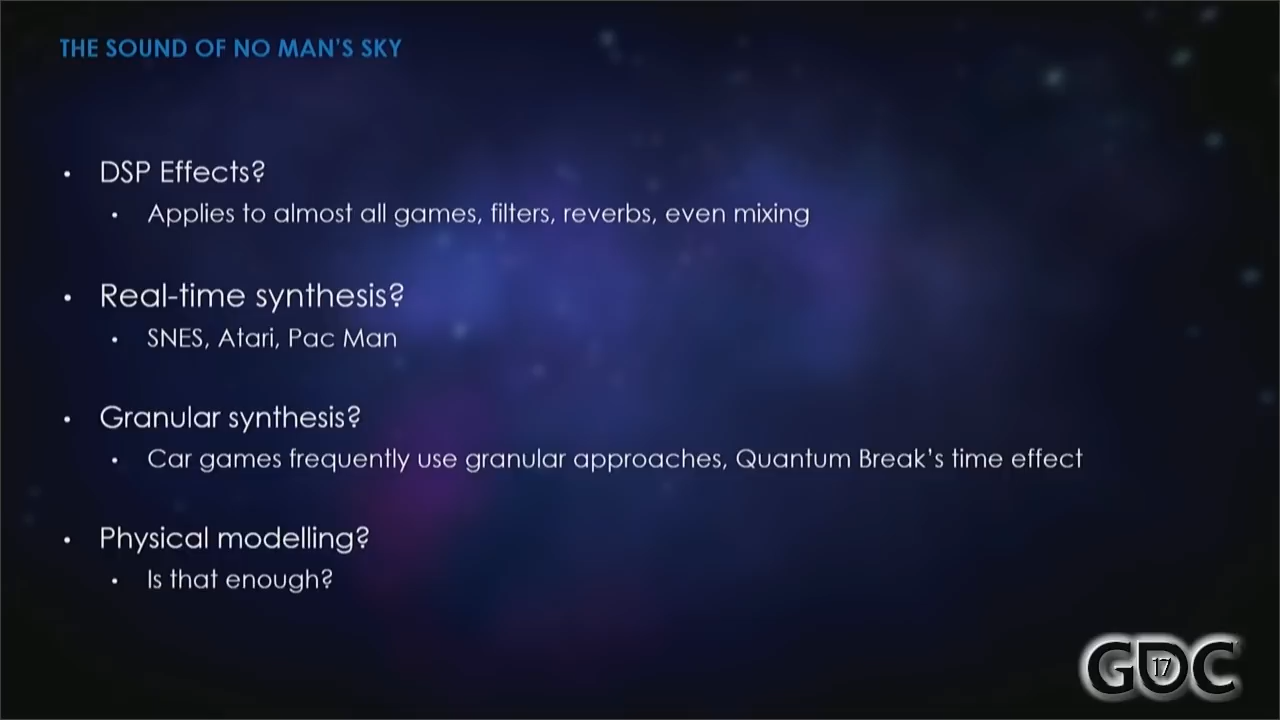 THE SOUND OF NO MAN'S SKY
• DSP Effects?
• Applies to almost all games, filters, reverbs, even mixing
• Real-time synthesis?
• SNES, Atari, Pac Man
• Granular synthesis?
• Car games frequently use granular approaches, Quantum Break's time effect
• Physical modelling?
• Is that enough?
GDC
17